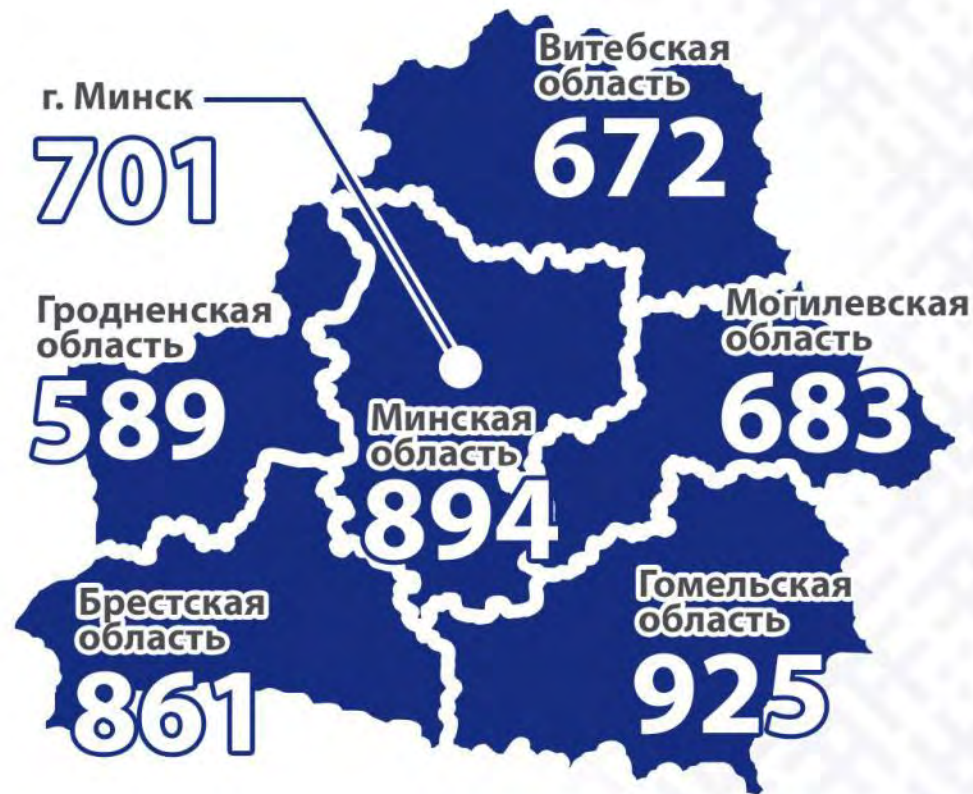 Витебская
область
672
г. Минск
701
Гродненская
область
589
Могилевская
область
683
Минская
область
894
Брестская
область
861
Гомельская
область
925